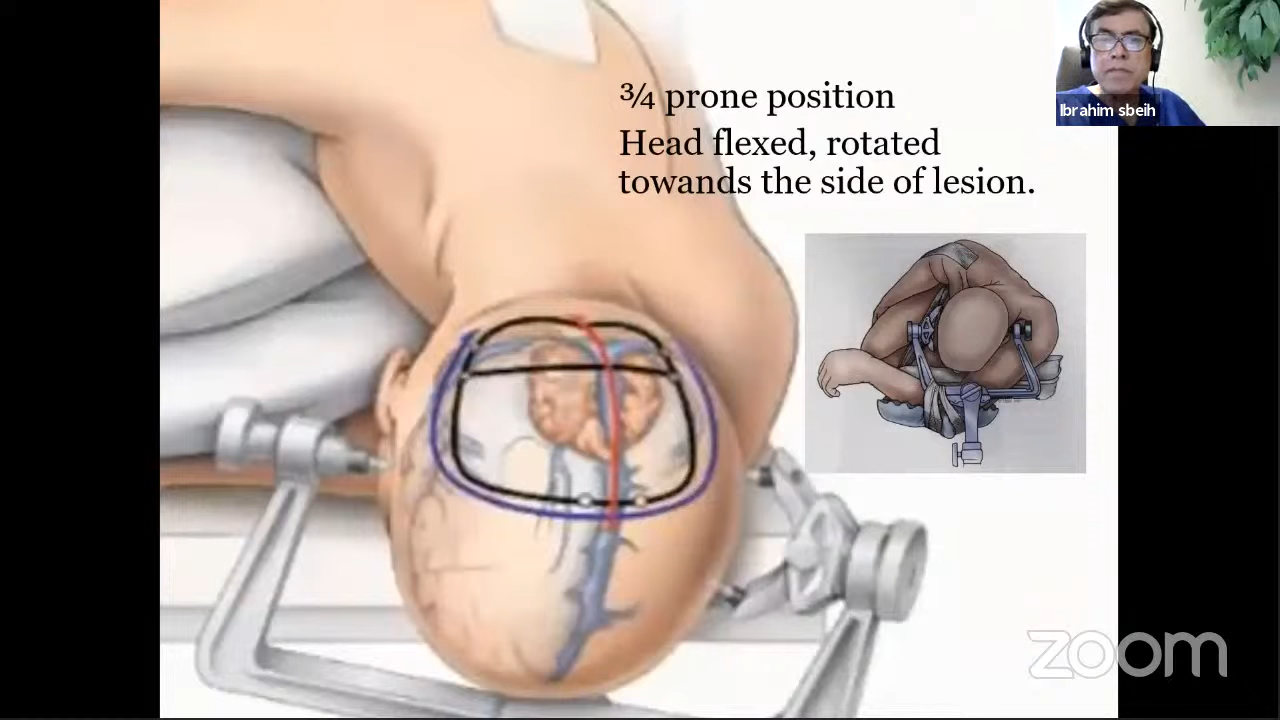 ¾ prone position
Head flexed, rotated
towands the side of lesion.
Ibrahim sbeih
zoom